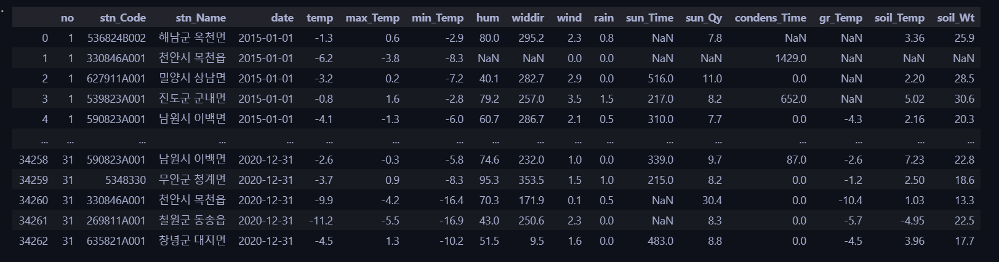 no stn_Code stn_Name date temp max_Temp min_Temp hum widdir wind rain sun_Time sun_Qy condens_Time gr_Temp soil_Temp soil_Wt
0 1 536824B002 해남군 옥천면 2015-01-01 -1.3 0.6 -2.9 80.0 295.2 2.3 0.8 NaN 7.8 NaN NaN 3.36 25.9
1 1 330846A001 천안시 목천읍 2015-01-01 -6.2 -3.8 -8.3 NaN NaN 0.0 0.0 NaN NaN 1429.0 NaN NaN NaN
2 1 627911A001 밀양시 상남면 2015-01-01 -3.2 0.2 -7.2 40.1 282.7 2.9 0.0 516.0 11.0 0.0 NaN 2.20 28.5
3 1 539823A001 진도군 군내면 2015-01-01 -0.8 1.6 -2.8 79.2 257.0 3.5 1.5 217.0 8.2 652.0 NaN 5.02 30.6
4 1 590823A001 남원시 이백면 2015-01-01 -4.1 -1.3 -6.0 60.7 286.7 2.1 0.5 310.0 7.7 0.0 -4.3 2.16 20.3
... ... ... ... ... ... ... ... ... ... ... ... ... ... ... ... ... ...
34258 31 590823A001 남원시 이백면 2020-12-31 -2.6 -0.3 -5.8 74.6 232.0 1.0 0.0 339.0 9.7 87.0 -2.6 7.23 22.8
34259 31 5348330 무안군 청계면 2020-12-31 -3.7 0.9 -8.3 95.3 353.5 1.5 1.0 215.0 8.2 0.0 -1.2 2.50 18.6
34260 31 330846A001 천안시 목천읍 2020-12-31 -9.9 -4.2 -16.4 70.3 171.9 0.1 0.5 NaN 30.4 0.0 -10.4 1.03 13.3
34261 31 269811A001 철원군 동송읍 2020-12-31 -11.2 -5.5 -16.9 43.0 250.6 2.3 0.0 NaN 8.3 0.0 -5.7 -4.95 22.5
34262 31 635821A001 창녕군 대지면 2020-12-31 -4.5 1.3 -10.2 51.5 9.5 1.6 0.0 483.0 8.8 0.0 -4.5 3.96 17.7